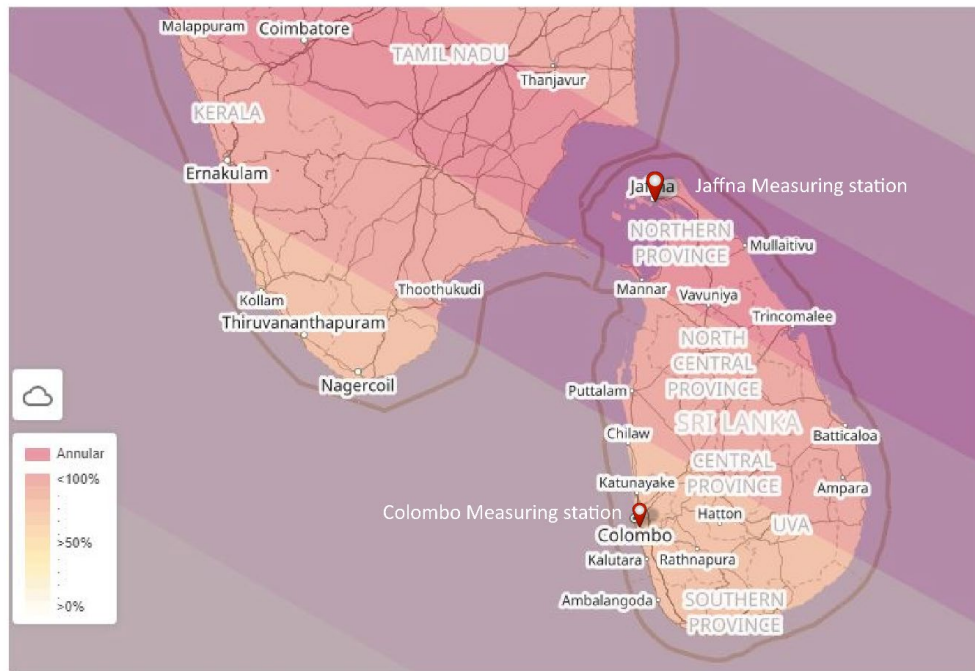 Malappuram
Coimbatore
TAMIL NADU
Thanjavur
KERALA
Ernakulam
Jaffna
Jaffna Measuring station
NORTHERN
PROVINCE
Mullaitivu
Kollam
Thoothukudi
Mannar
Vavuniya
Thiruvananthapuram
Trincomalee
NORTH
CENTRAL
PROVINCE
Nagercoil
Puttalam
SRI LANKA
Chilaw
Batticaloa
CENTRAL
PROVINCE
Katunayake
Ampara
Colombo Measuring station
Hatton
UVA
Colombo
Kalutara
Rathnapura
Ambalangoda
SOUTHERN
PROVINCE
Annular
<100%
>50%
>0%